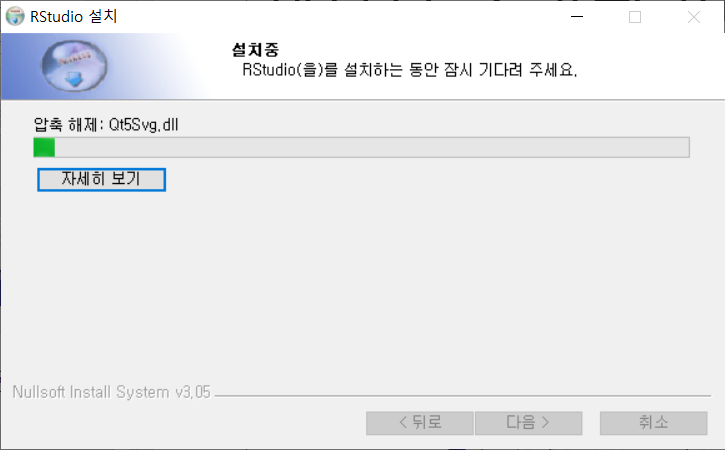 RStudio 설치
설치중
RStudio(을)를 설치하는 동안 잠시 기다려 주세요.
압축 해제: Qt5Svg.dll
자세히 보기
Nullsoft Install System v3.05
< 뒤로
다음 >
취소